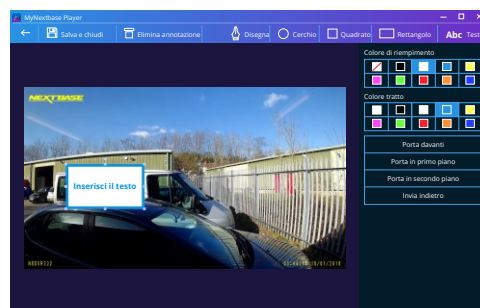 MyNextbase Player
Salva e chiudi
Elimina annotazione
Disegna
Cerchio
Quadrato
Rettangolo
Abc Test
Colore di riempimento
Colore tratto
Porta davanti
Porta in primo piano
Porta in secondo piano
Invia indietro
NEXTBASE
Inserisci il testo